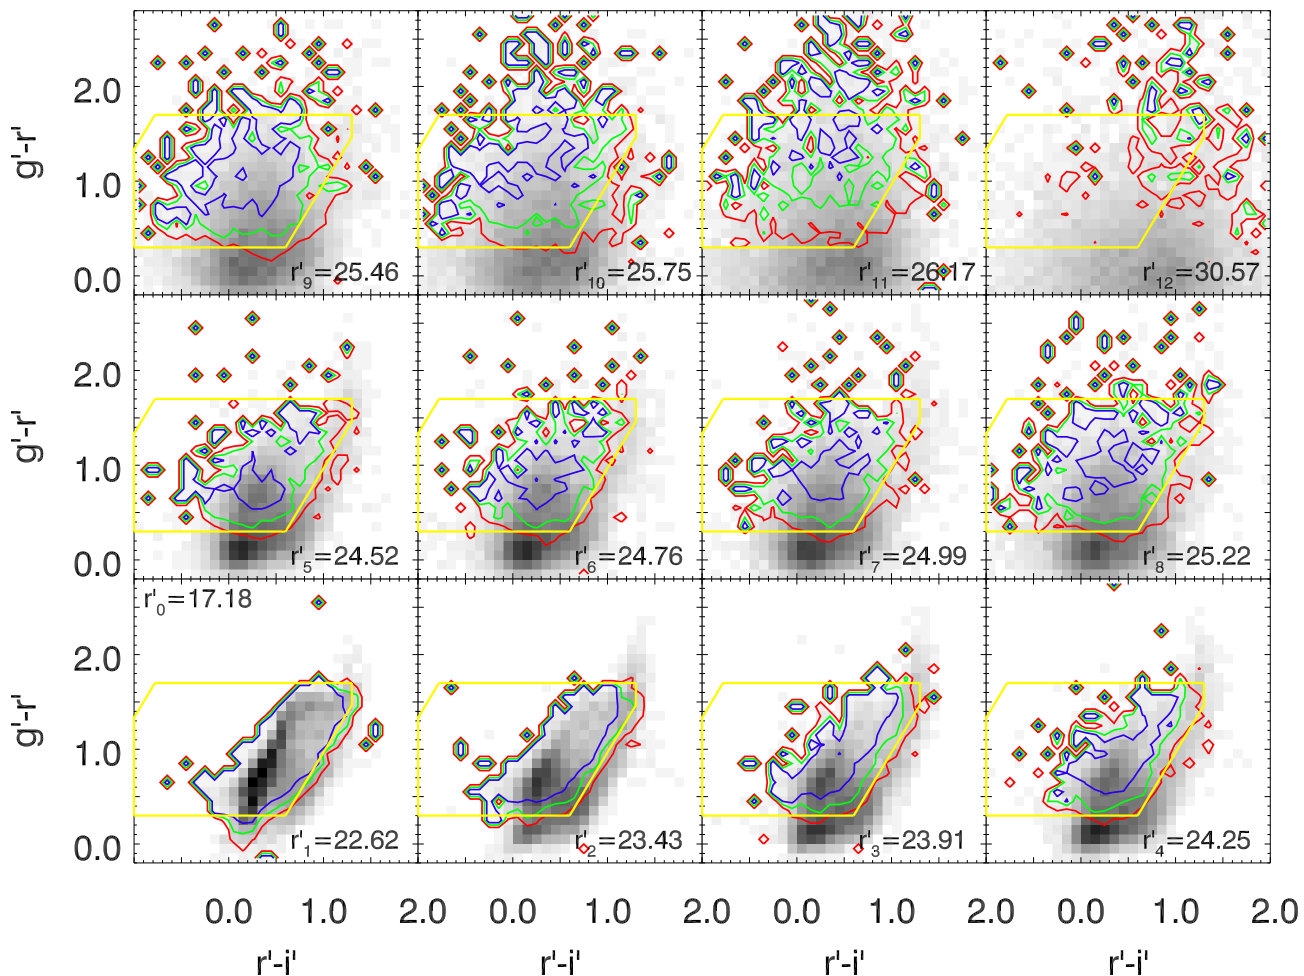 2.0
1.0
0.0
g'-r'
r'9=25.46
r'10=25.75
r'11=26.17
r'12=30.57
2.0
1.0
0.0
g'-r'
r'5=24.52
r'6=24.76
r'7=24.99
r'8=25.22
r'0=17.18
2.0
1.0
0.0
g'-r'
r'1=22.62
r'2=23.43
r'3=23.91
r'4=24.25
0.0 1.0 2.0 0.0 1.0 2.0 0.0 1.0 2.0 0.0 1.0 2.0
r'-i' r'-i' r'-i' r'-i'